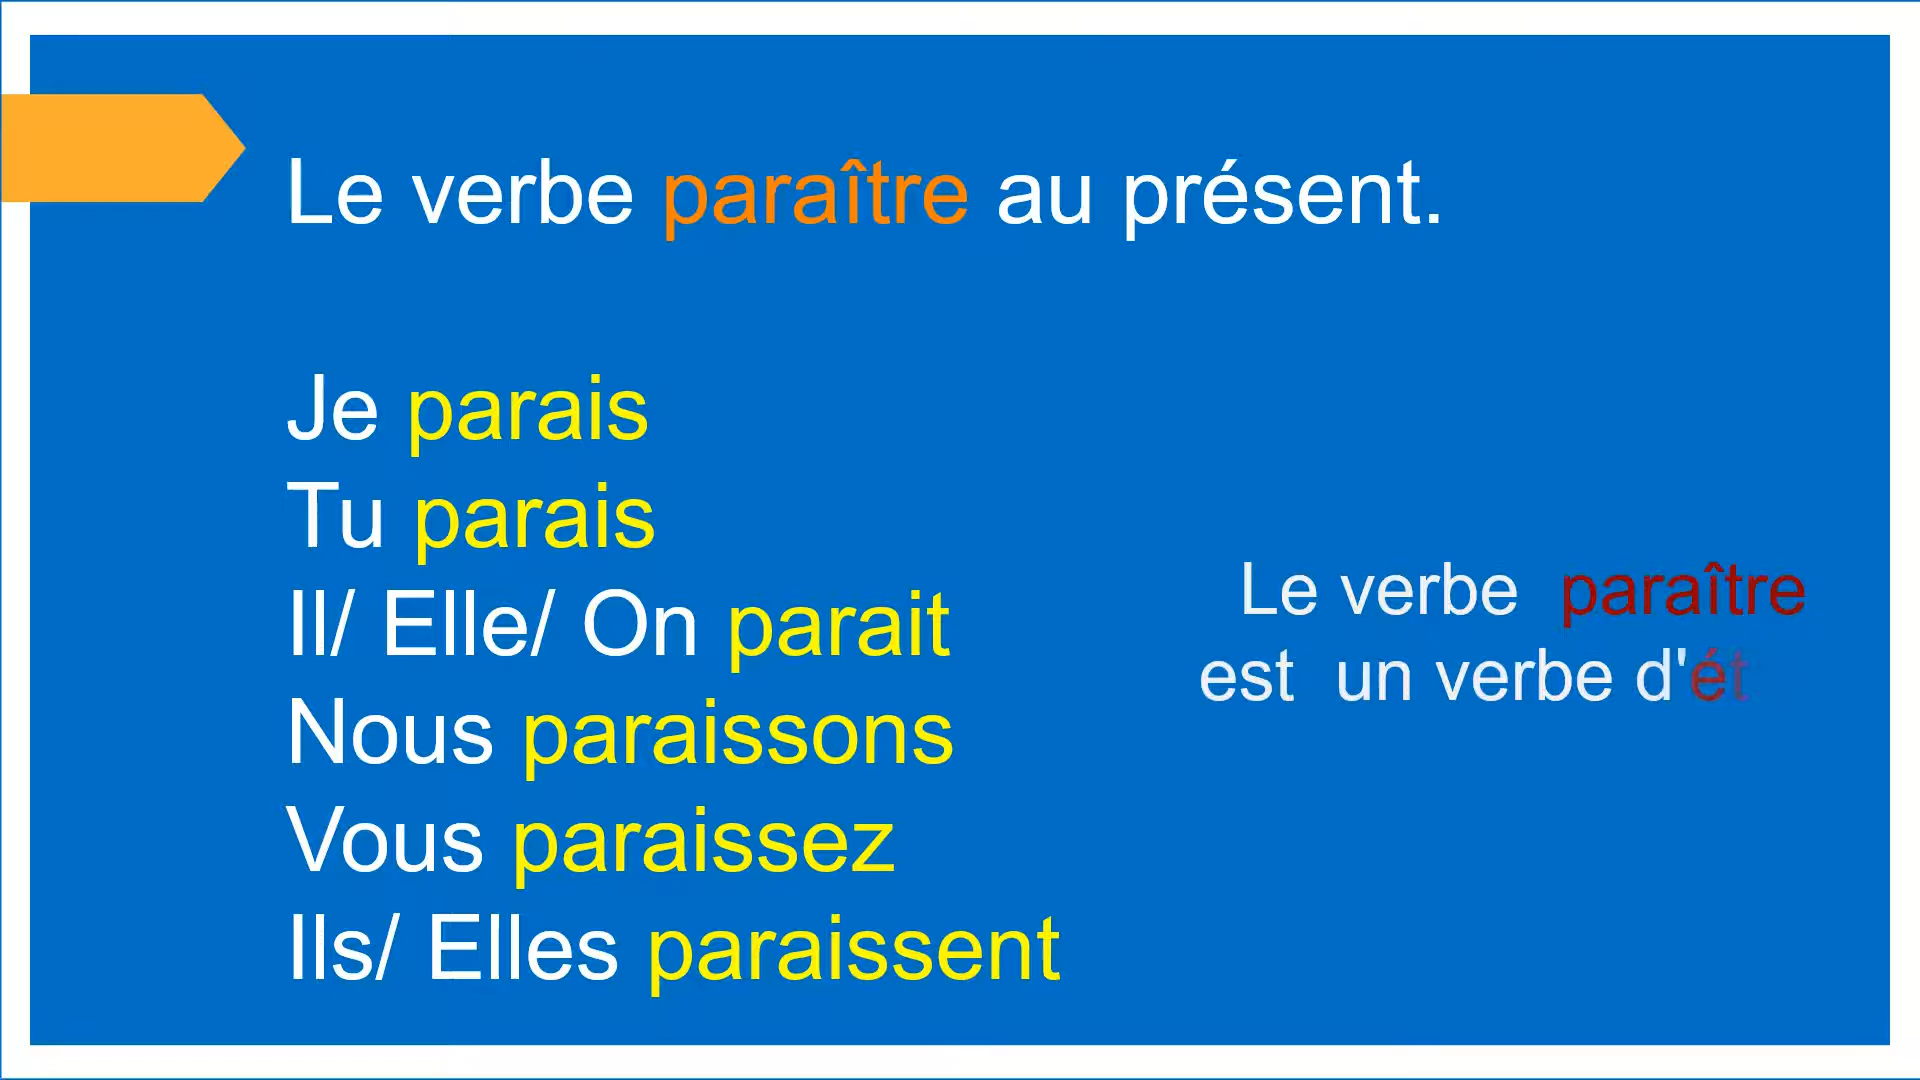 Le verbe paraître au présent.
Je parais
Tu parais
Il/ Elle/ On parait
Nous paraissons
Vous paraissez
Ils/ Elles paraissent
Le verbe paraître
est un verbe d'ét